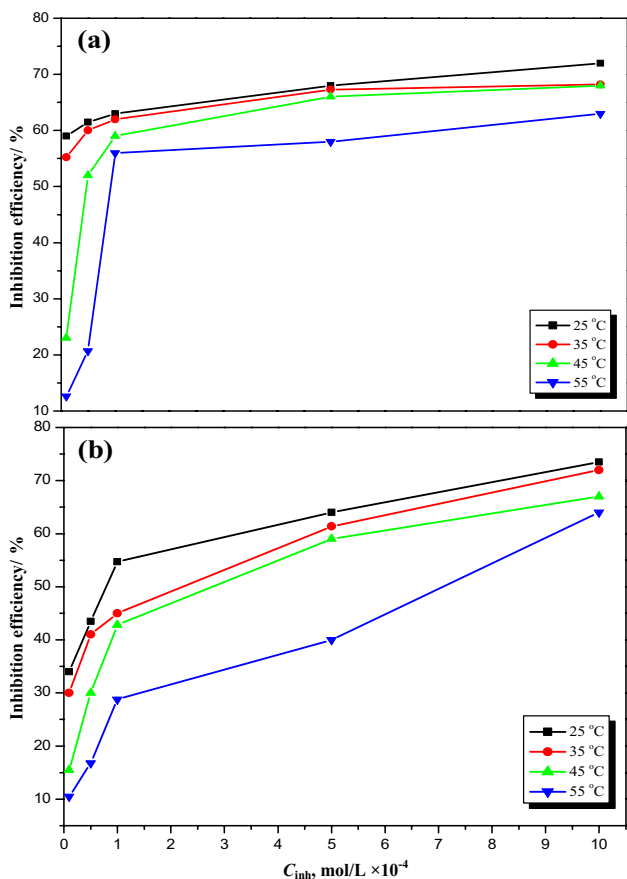 (a)
Inhibition efficiency/ %
80
70
60
50
40
30
20
10
25 °C
35 °C
45 °C
55 °C
(b)
Inhibition efficiency/ %
80
70
60
50
40
30
20
10
25 °C
35 °C
45 °C
55 °C
0 1 2 3 4 5 6 7 8 9 10
C_inh, mol/L ×10⁻⁴